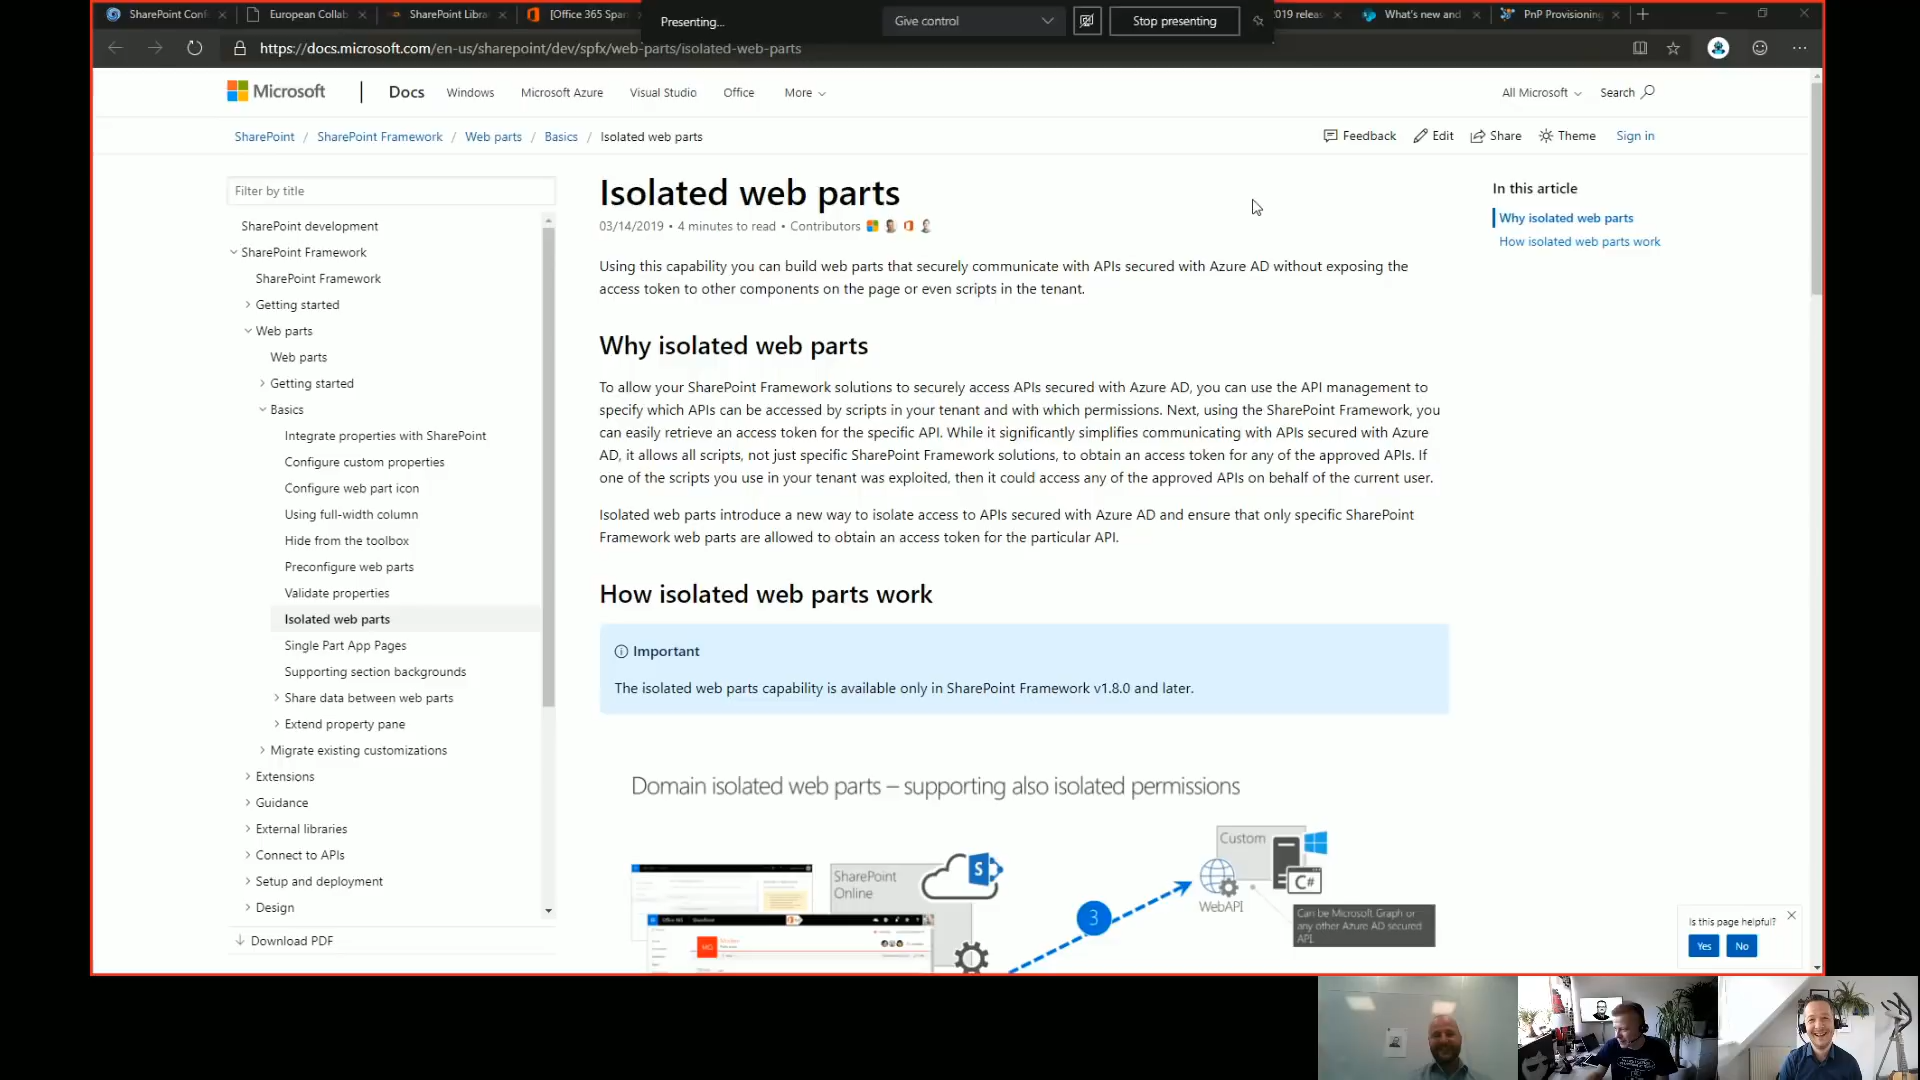 SharePoint Conf
European Collab
SharePoint Libra
[Office 365 Span
Presenting...
Give control
Stop presenting
2019 releas
What's new and
PnP Provisioning
https://docs.microsoft.com/en-us/sharepoint/dev/spfx/web-parts/isolated-web-parts
Microsoft
Docs
Windows
Microsoft Azure
Visual Studio
Office
More
All Microsoft
Search
SharePoint / SharePoint Framework / Web parts / Basics / Isolated web parts
Feedback
Edit
Share
Theme
Sign in
Filter by title
SharePoint development
SharePoint Framework
SharePoint Framework
Getting started
Web parts
Web parts
Getting started
Basics
Integrate properties with SharePoint
Configure custom properties
Configure web part icon
Using full-width column
Hide from the toolbox
Preconfigure web parts
Validate properties
Isolated web parts
Single Part App Pages
Supporting section backgrounds
Share data between web parts
Extend property pane
Migrate existing customizations
Extensions
Guidance
External libraries
Connect to APIs
Setup and deployment
Design
Download PDF
Isolated web parts
03/14/2019 • 4 minutes to read • Contributors
Using this capability you can build web parts that securely communicate with APIs secured with Azure AD without exposing the
access token to other components on the page or even scripts in the tenant.
Why isolated web parts
To allow your SharePoint Framework solutions to securely access APIs secured with Azure AD, you can use the API management to
specify which APIs can be accessed by scripts in your tenant and with which permissions. Next, using the SharePoint Framework, you
can easily retrieve an access token for the specific API. While it significantly simplifies communicating with APIs secured with Azure
AD, it allows all scripts, not just specific SharePoint Framework solutions, to obtain an access token for any of the approved APIs. If
one of the scripts you use in your tenant was exploited, then it could access any of the approved APIs on behalf of the current user.
Isolated web parts introduce a new way to isolate access to APIs secured with Azure AD and ensure that only specific SharePoint
Framework web parts are allowed to obtain an access token for the particular API.
How isolated web parts work
Important
The isolated web parts capability is available only in SharePoint Framework v1.8.0 and later.
Domain isolated web parts – supporting also isolated permissions
SharePoint
Online
S
3
Custom
C#
WebAPI
Can be Microsoft Graph or
any other Azure AD secured
API.
In this article
Why isolated web parts
How isolated web parts work
Is this page helpful?
Yes
No